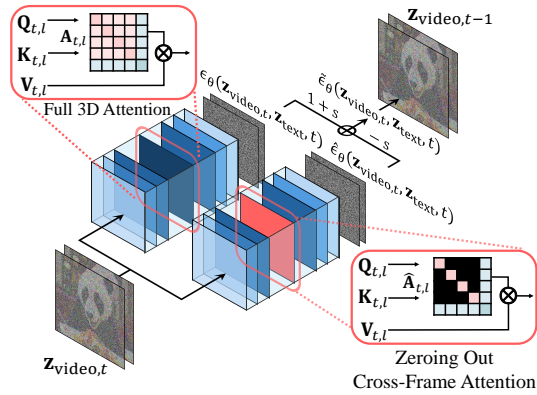 Q_{t,l}
K_{t,l}
A_{t,l}
V_{t,l}
Full 3D Attention
ϵ_θ(z_{video,t}, z_{text}, t)
1 + s
− s
ϵ̃_θ(z_{video,t}, z_{text}, t)
z_{video,t−1}
ϵ̂_θ(z_{video,t}, z_{text}, t)
z_{video,t}
Q_{t,l}
K_{t,l}
Â_{t,l}
V_{t,l}
Zeroing Out
Cross-Frame Attention